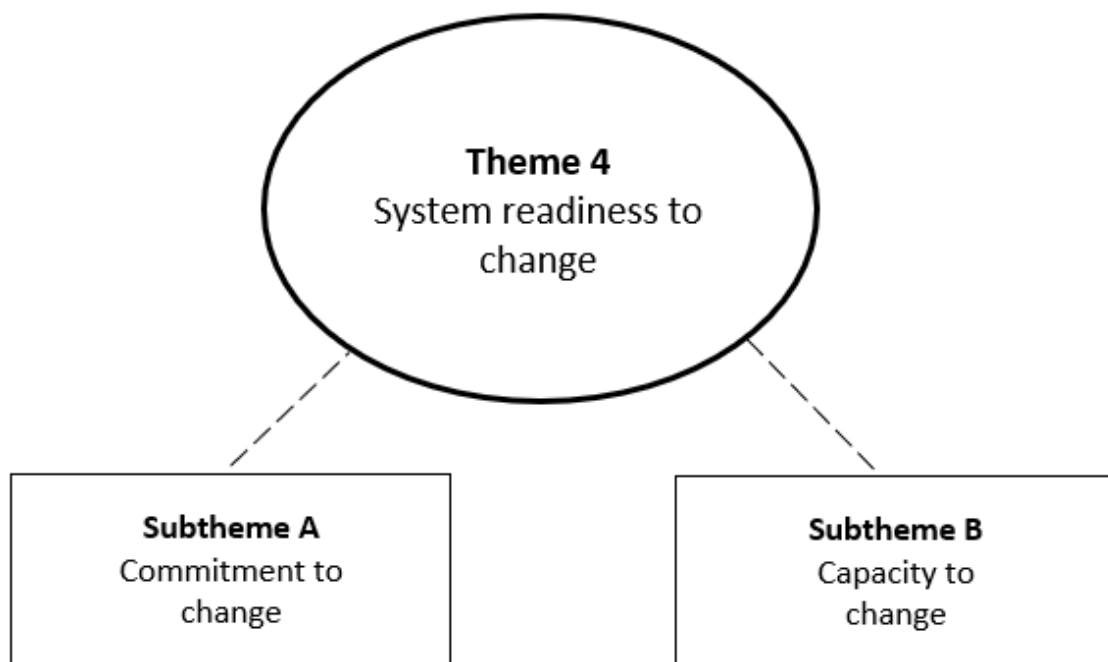 Theme 4
System readiness to
change
Subtheme A
Commitment to
change
Subtheme B
Capacity to
change